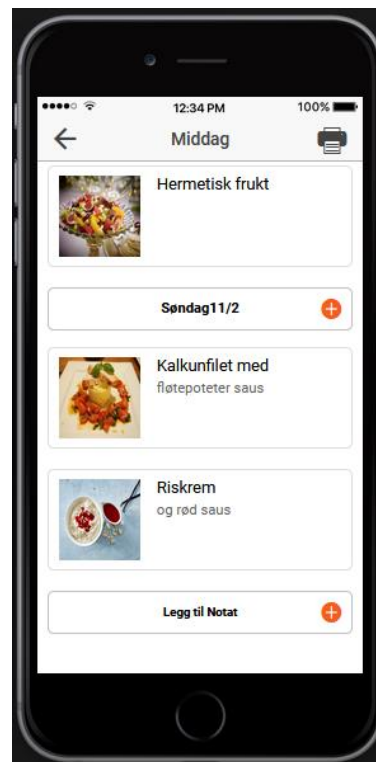 12:34 PM
100%
Middag
Hermetisk frukt
Søndag11/2
Kalkunfilet med
fløtepoteter saus
Riskrem
og rød saus
Legg til Notat